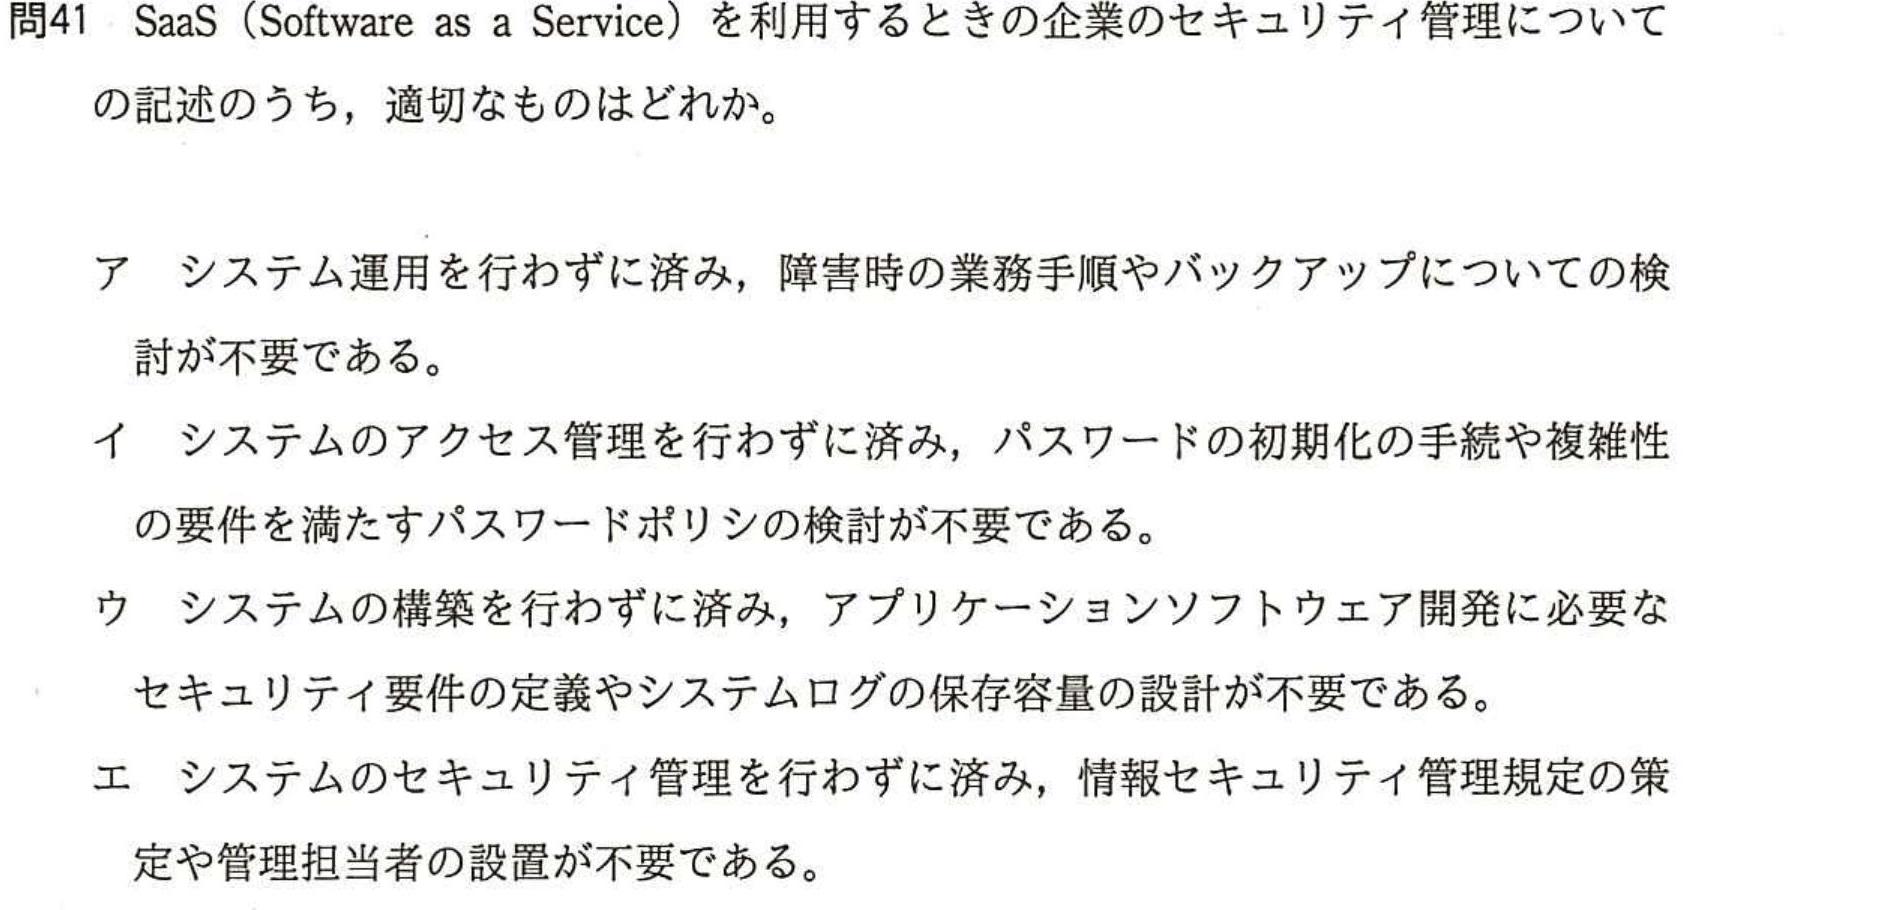 問41 SaaS（Software as a Service）を利用するときの企業のセキュリティ管理について
の記述のうち，適切なものはどれか。
ア システム運用を行わずに済み，障害時の業務手順やバックアップについての検
討が不要である。
イ システムのアクセス管理を行わずに済み，パスワードの初期化の手続や複雑性
の要件を満たすパスワードポリシの検討が不要である。
ウ システムの構築を行わずに済み，アプリケーションソフトウェア開発に必要な
セキュリティ要件の定義やシステムログの保存容量の設計が不要である。
エ システムのセキュリティ管理を行わずに済み，情報セキュリティ管理規定の策
定や管理担当者の設置が不要である。